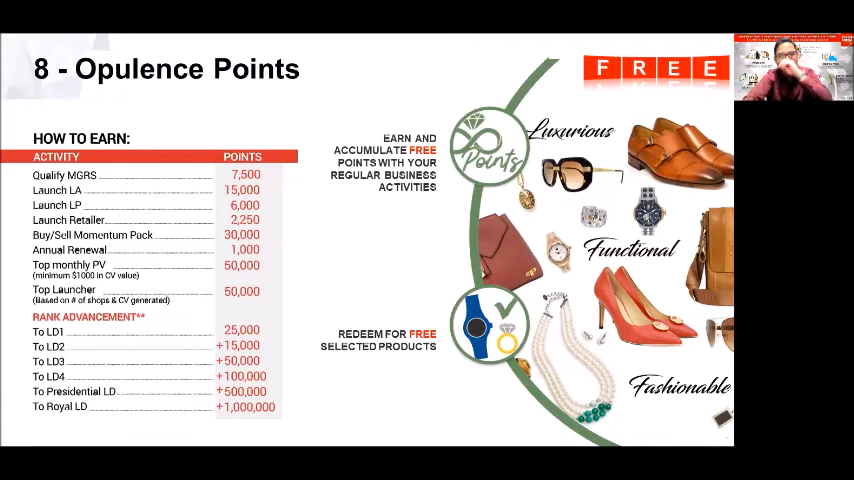 8 - Opulence Points
FREE
HOW TO EARN:
ACTIVITY POINTS
Qualify MGRS 7,500
Launch LA 15,000
Launch LP 6,000
Launch Retailer 2,250
Buy/Sell Momentum Pack 30,000
Annual Renewal 1,000
Top monthly PV 50,000
(minimum $1000 in CV value)
Top Launcher 50,000
(Based on # of shops & CV generated)
RANK ADVANCEMENT**
To LD1 25,000
To LD2 +15,000
To LD3 +50,000
To LD4 +100,000
To Presidential LD +500,000
To Royal LD +1,000,000
EARN AND
ACCUMULATE FREE
POINTS WITH YOUR
REGULAR BUSINESS
ACTIVITIES
Points
REDEEM FOR FREE
SELECTED PRODUCTS
Luxurious
Functional
Fashionable